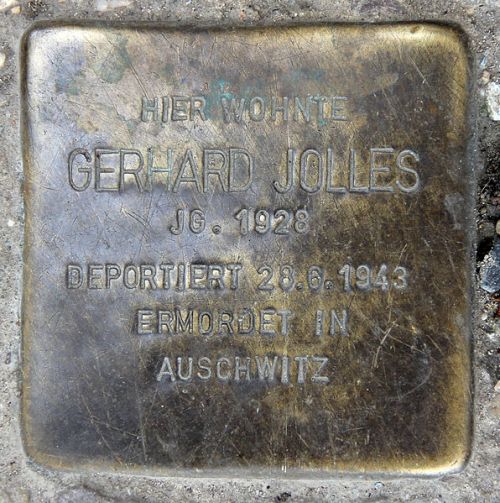 HIER WOHNTE
GERHARD JOLLES
JG. 1928
DEPORTIERT 28.6.1943
ERMORDET IN
AUSCHWITZ